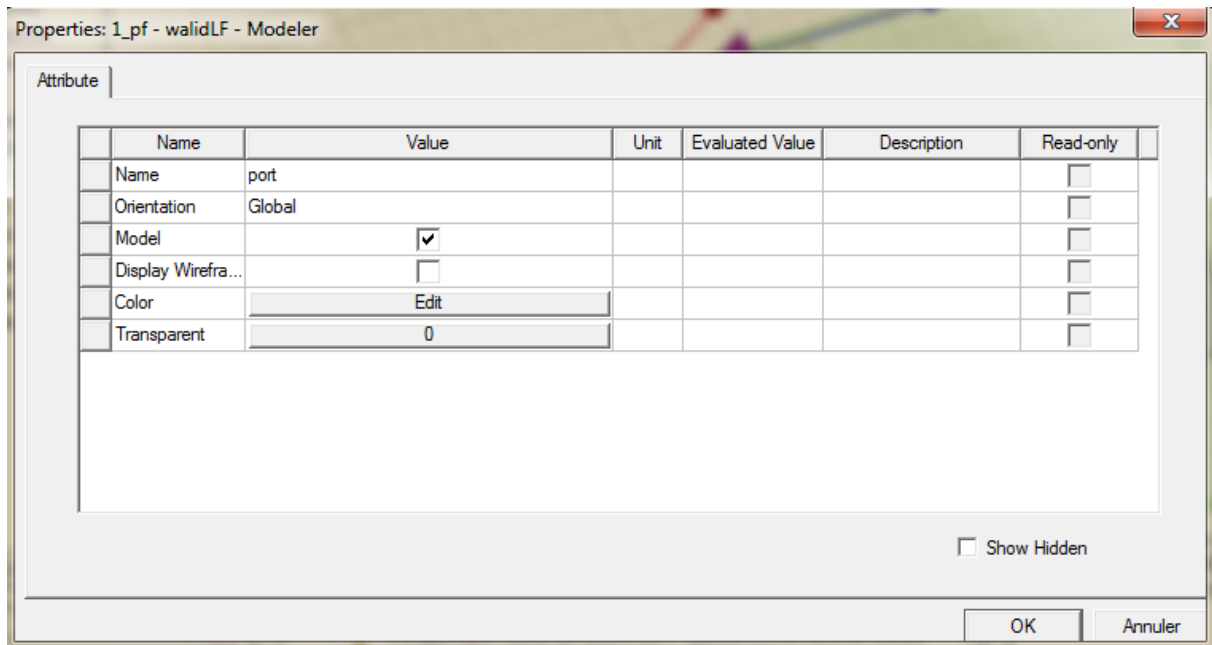 Properties: 1_pf - walidLF - Modeler
Attribute
Name Value Unit Evaluated Value Description Read-only
Name port
Orientation Global
Model
Display Wirefra...
Color Edit
Transparent 0
Show Hidden
OK Annuler